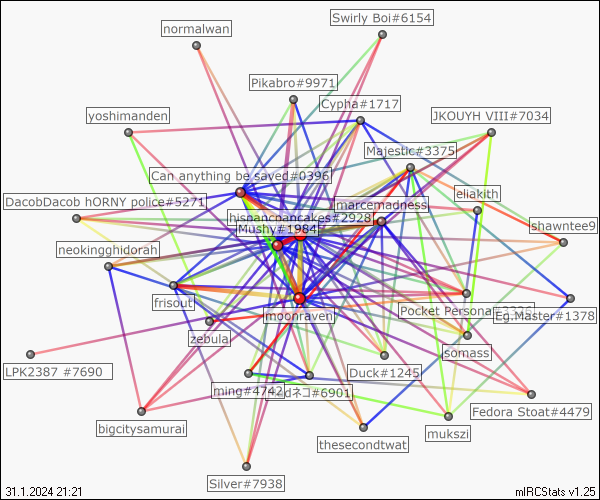 normalwan
Swirly Boi#6154
Pikabro#9971
Cypha#1717
yoshimanden
JKOUYH VIII#7034
Majestic#3375
Can anything be saved#0396
eliakith
DacobDacob hORNY police#5271
marcemadness
hispancpancakes#2928
Mushy#1984
shawntee9
neokingghidorah
frisout
moonraven
Pocket Persona
Eg.Master#1378
zebula
somass
LPK2387 #7690
Duck#1245
ming#4742
dネコ#6901
Fedora Stoat#4479
bigcitysamurai
thesecondtwat
mukszi
Silver#7938
31.1.2024 21:21
mIRCStats v1.25